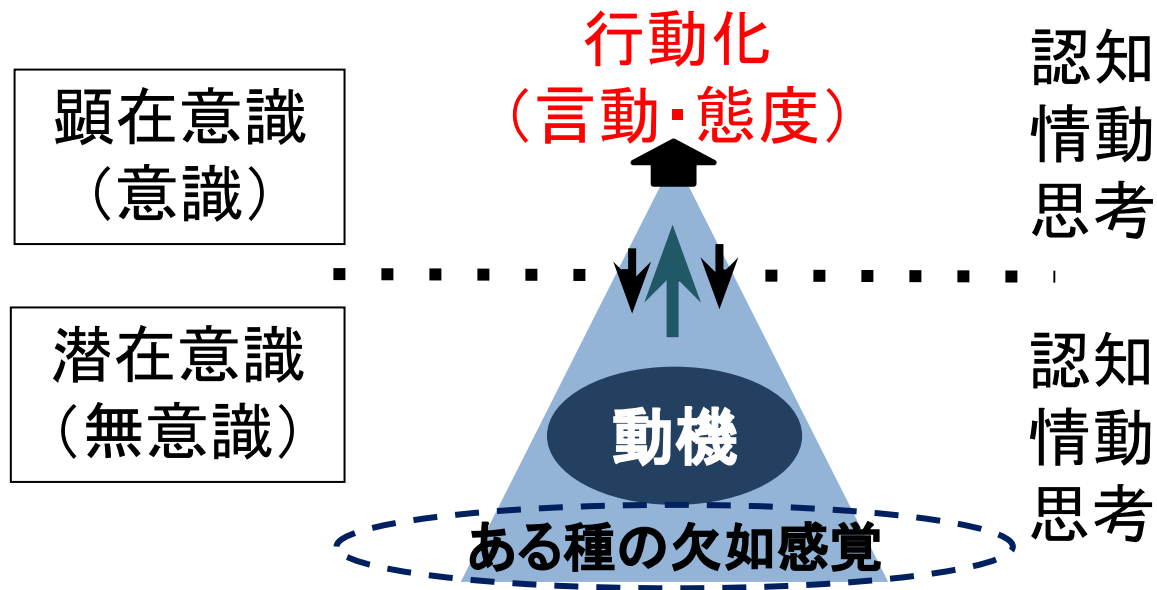 行動化
（言動・態度）
顕在意識
（意識）
認知
情動
思考
潜在意識
（無意識）
動機
認知
情動
思考
ある種の欠如感覚